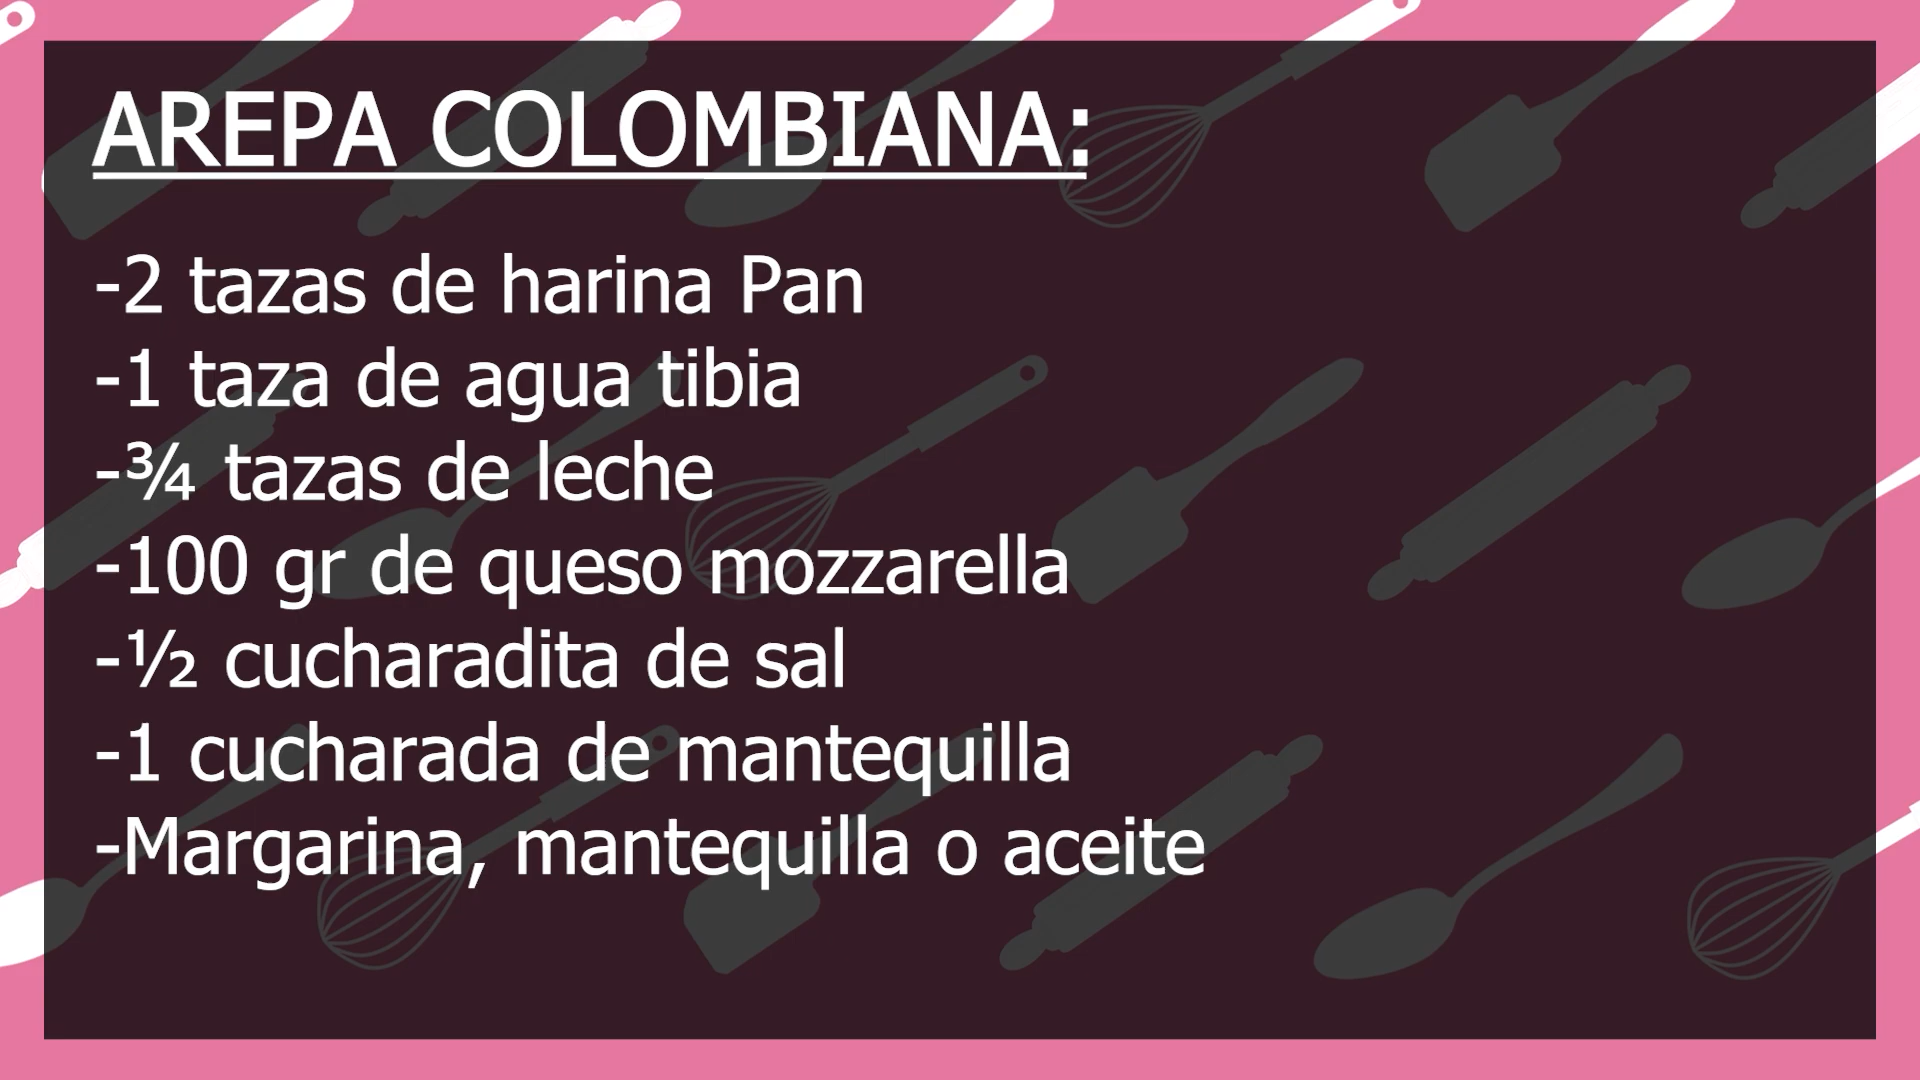 AREPA COLOMBIANA:
-2 tazas de harina Pan
-1 taza de agua tibia
-¾ tazas de leche
-100 gr de queso mozzarella
-½ cucharadita de sal
-1 cucharada de mantequilla
-Margarina, mantequilla o aceite